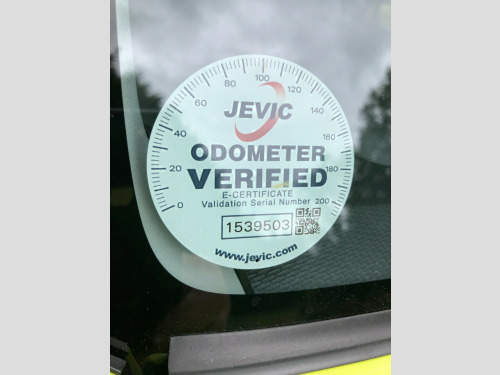 0 20 40 60 80 100 120 140 160 180 200
JEVIC
ODOMETER
VERIFIED
E-CERTIFICATE
Validation Serial Number
1539503
www.jevic.com